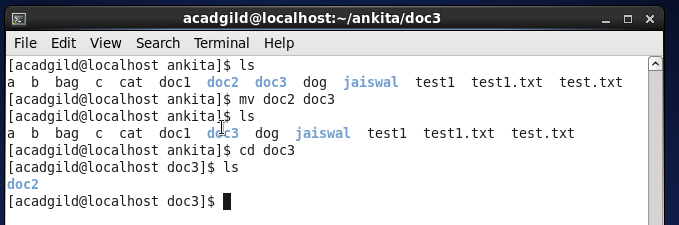 acadgild@localhost:~/ankita/doc3
File Edit View Search Terminal Help
[acadgild@localhost ankita]$ ls
a b bag c cat doc1 doc2 doc3 dog jaiswal test1 test1.txt test.txt
[acadgild@localhost ankita]$ mv doc2 doc3
[acadgild@localhost ankita]$ ls
a b bag c cat doc1 doc3 dog jaiswal test1 test1.txt test.txt
[acadgild@localhost ankita]$ cd doc3
[acadgild@localhost doc3]$ ls
doc2
[acadgild@localhost doc3]$